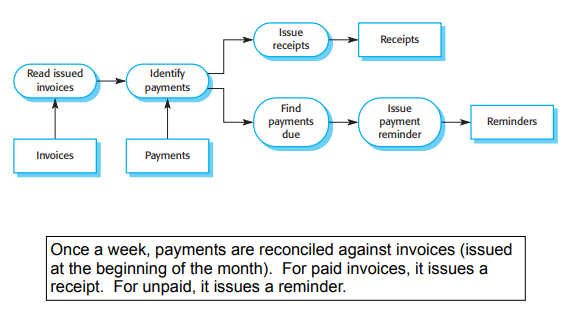 Issue
receipts
Receipts
Read issued
invoices
Identify
payments
Find
payments
due
Issue
payment
reminder
Reminders
Invoices
Payments
Once a week, payments are reconciled against invoices (issued
at the beginning of the month).  For paid invoices, it issues a
receipt.  For unpaid, it issues a reminder.